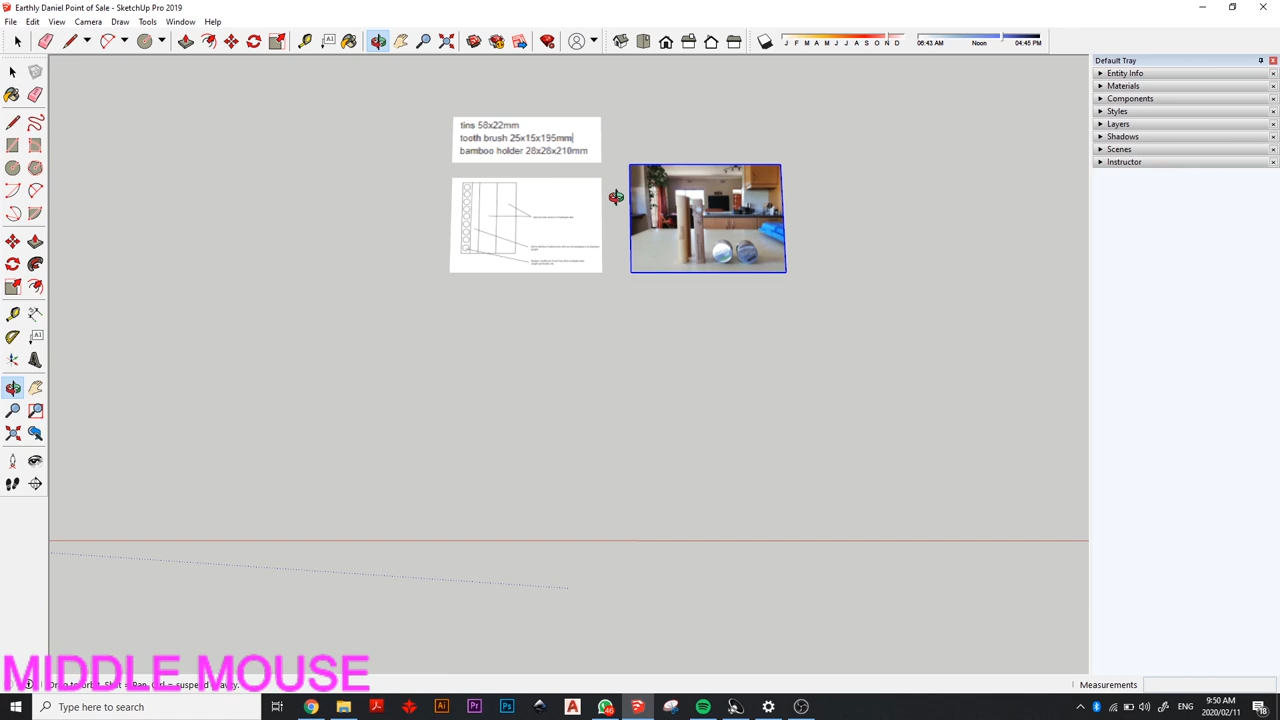 Earthly Daniel Point of Sale - SketchUp Pro 2019
File Edit View Camera Draw Tools Window Help
J F M A M J J A S O N D
06:43 AM Noon 04:45 PM
Default Tray
Entity Info
Materials
Components
Styles
Layers
Shadows
Scenes
Instructor
tins 58x22mm
tooth brush 25x15x195mm
bamboo holder 28x28x210mm
MIDDLE MOUSE
Measurements
Type here to search
46
ENG
9:50 AM
2020/02/11
18